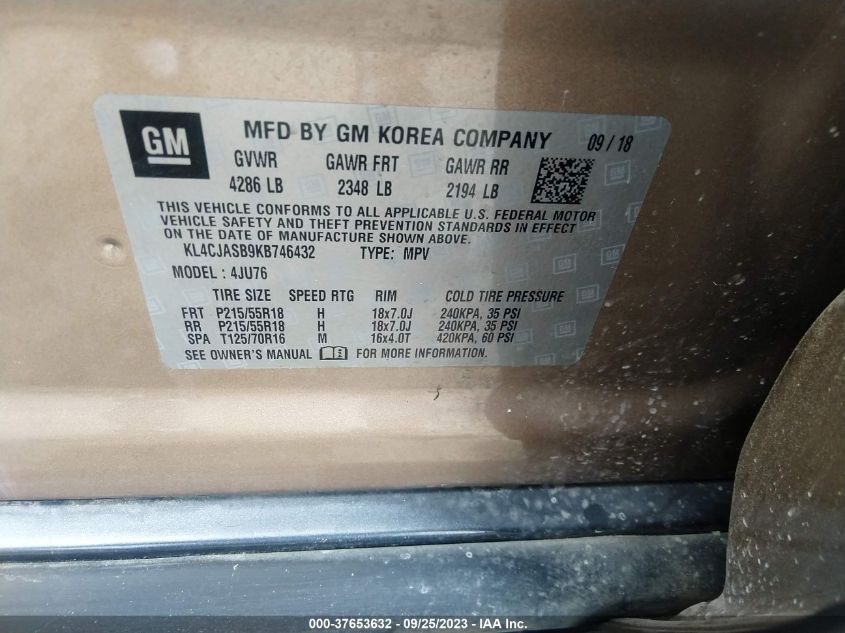 GM
MFD BY GM KOREA COMPANY 09 / 18
GVWR GAWR FRT GAWR RR
4286 LB 2348 LB 2194 LB
THIS VEHICLE CONFORMS TO ALL APPLICABLE U.S. FEDERAL MOTOR
VEHICLE SAFETY AND THEFT PREVENTION STANDARDS IN EFFECT
ON THE DATE OF MANUFACTURE SHOWN ABOVE.
KL4CJASB9KB746432 TYPE: MPV
MODEL : 4JU76
TIRE SIZE SPEED RTG RIM COLD TIRE PRESSURE
FRT P215/55R18 H 18x7.0J 240KPA, 35 PSI
RR P215/55R18 H 18x7.0J 240KPA, 35 PSI
SPA T125/70R16 M 16x4.0T 420KPA, 60 PSI
SEE OWNER'S MANUAL FOR MORE INFORMATION.
000-37653632 - 09/25/2023 - IAA Inc.